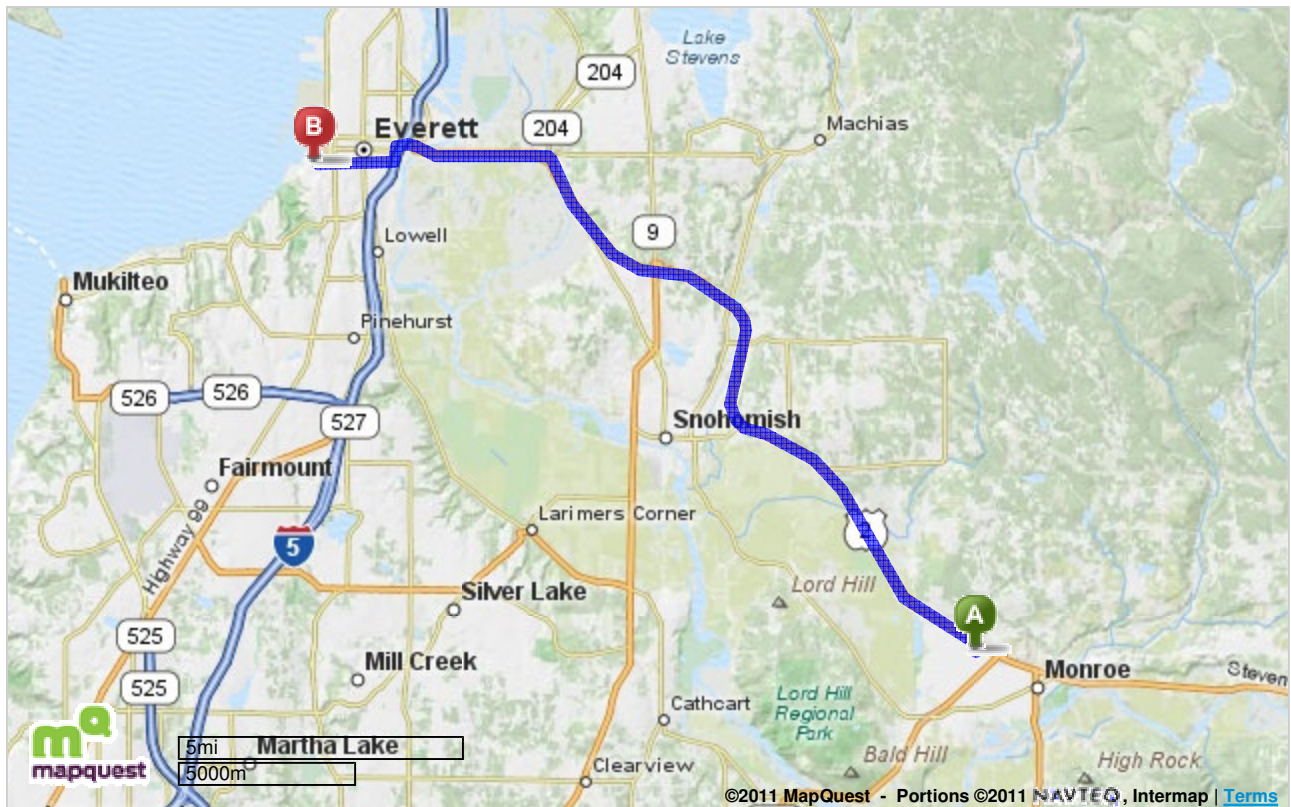 Lake
Stevens
204
Machias
B
Everett
204
9
Lowell
Mukilteo
Pinehurst
526
526
527
Snohomish
Fairmount
Highway 99
Larimers Corner
5
Lord Hill
Silver Lake
A
525
Mill Creek
Monroe
Steven
525
Lord Hill
Regional
Park
Cathcart
mQ
mapquest
5mi
Martha Lake
5000m
Bald Hill
High Rock
Clearview
©2011 MapQuest - Portions ©2011 NAVTEQ, Intermap | Terms